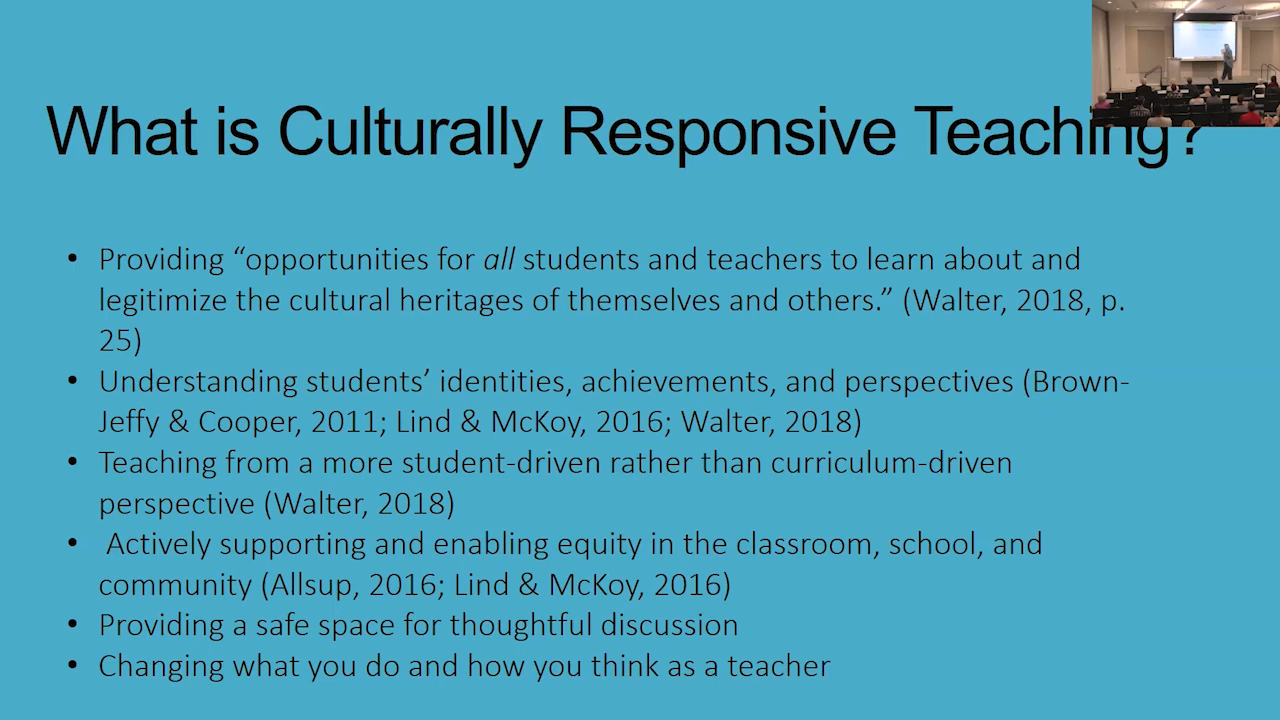 What is Culturally Responsive Teaching?
• Providing “opportunities for all students and teachers to learn about and
legitimize the cultural heritages of themselves and others.” (Walter, 2018, p.
25)
• Understanding students’ identities, achievements, and perspectives (Brown-
Jeffy & Cooper, 2011; Lind & McKoy, 2016; Walter, 2018)
• Teaching from a more student-driven rather than curriculum-driven
perspective (Walter, 2018)
• Actively supporting and enabling equity in the classroom, school, and
community (Allsup, 2016; Lind & McKoy, 2016)
• Providing a safe space for thoughtful discussion
• Changing what you do and how you think as a teacher